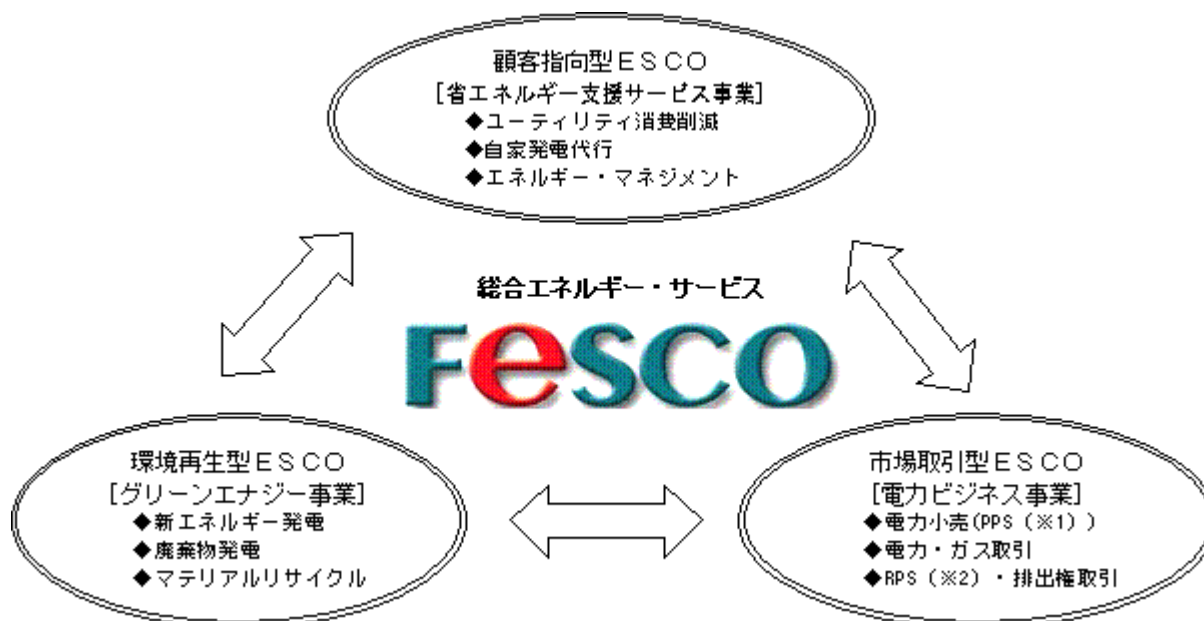 顧客指向型ＥＳＣＯ
[省エネルギー支援サービス事業]
◆ユーティリティ消費削減
◆自家発電代行
◆エネルギー・マネジメント
総合エネルギー・サービス
FeSCO
環境再生型ＥＳＣＯ
[グリーンエナジー事業]
◆新エネルギー発電
◆廃棄物発電
◆マテリアルリサイクル
市場取引型ＥＳＣＯ
[電力ビジネス事業]
◆電力小売(PPS（※1）)
◆電力・ガス取引
◆RPS（※2）・排出権取引